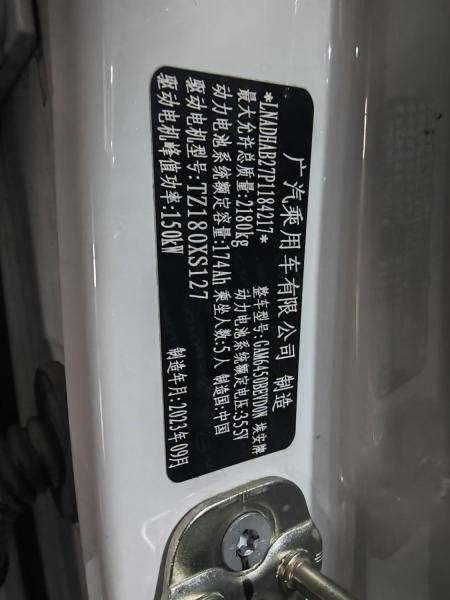 广汽乘用车有限公司 制造
*LNADHAB27P1184217* 整车型号:GAM6450BEVD0N 埃安牌
最大允许总质量:2180kg 动力电池系统额定电压:355V
动力电池系统额定容量:174Ah 乘坐人数:5人 制造国:中国
驱动电机型号:TZ180XS127
驱动电机峰值功率:150kW 制造年月:2023年09月